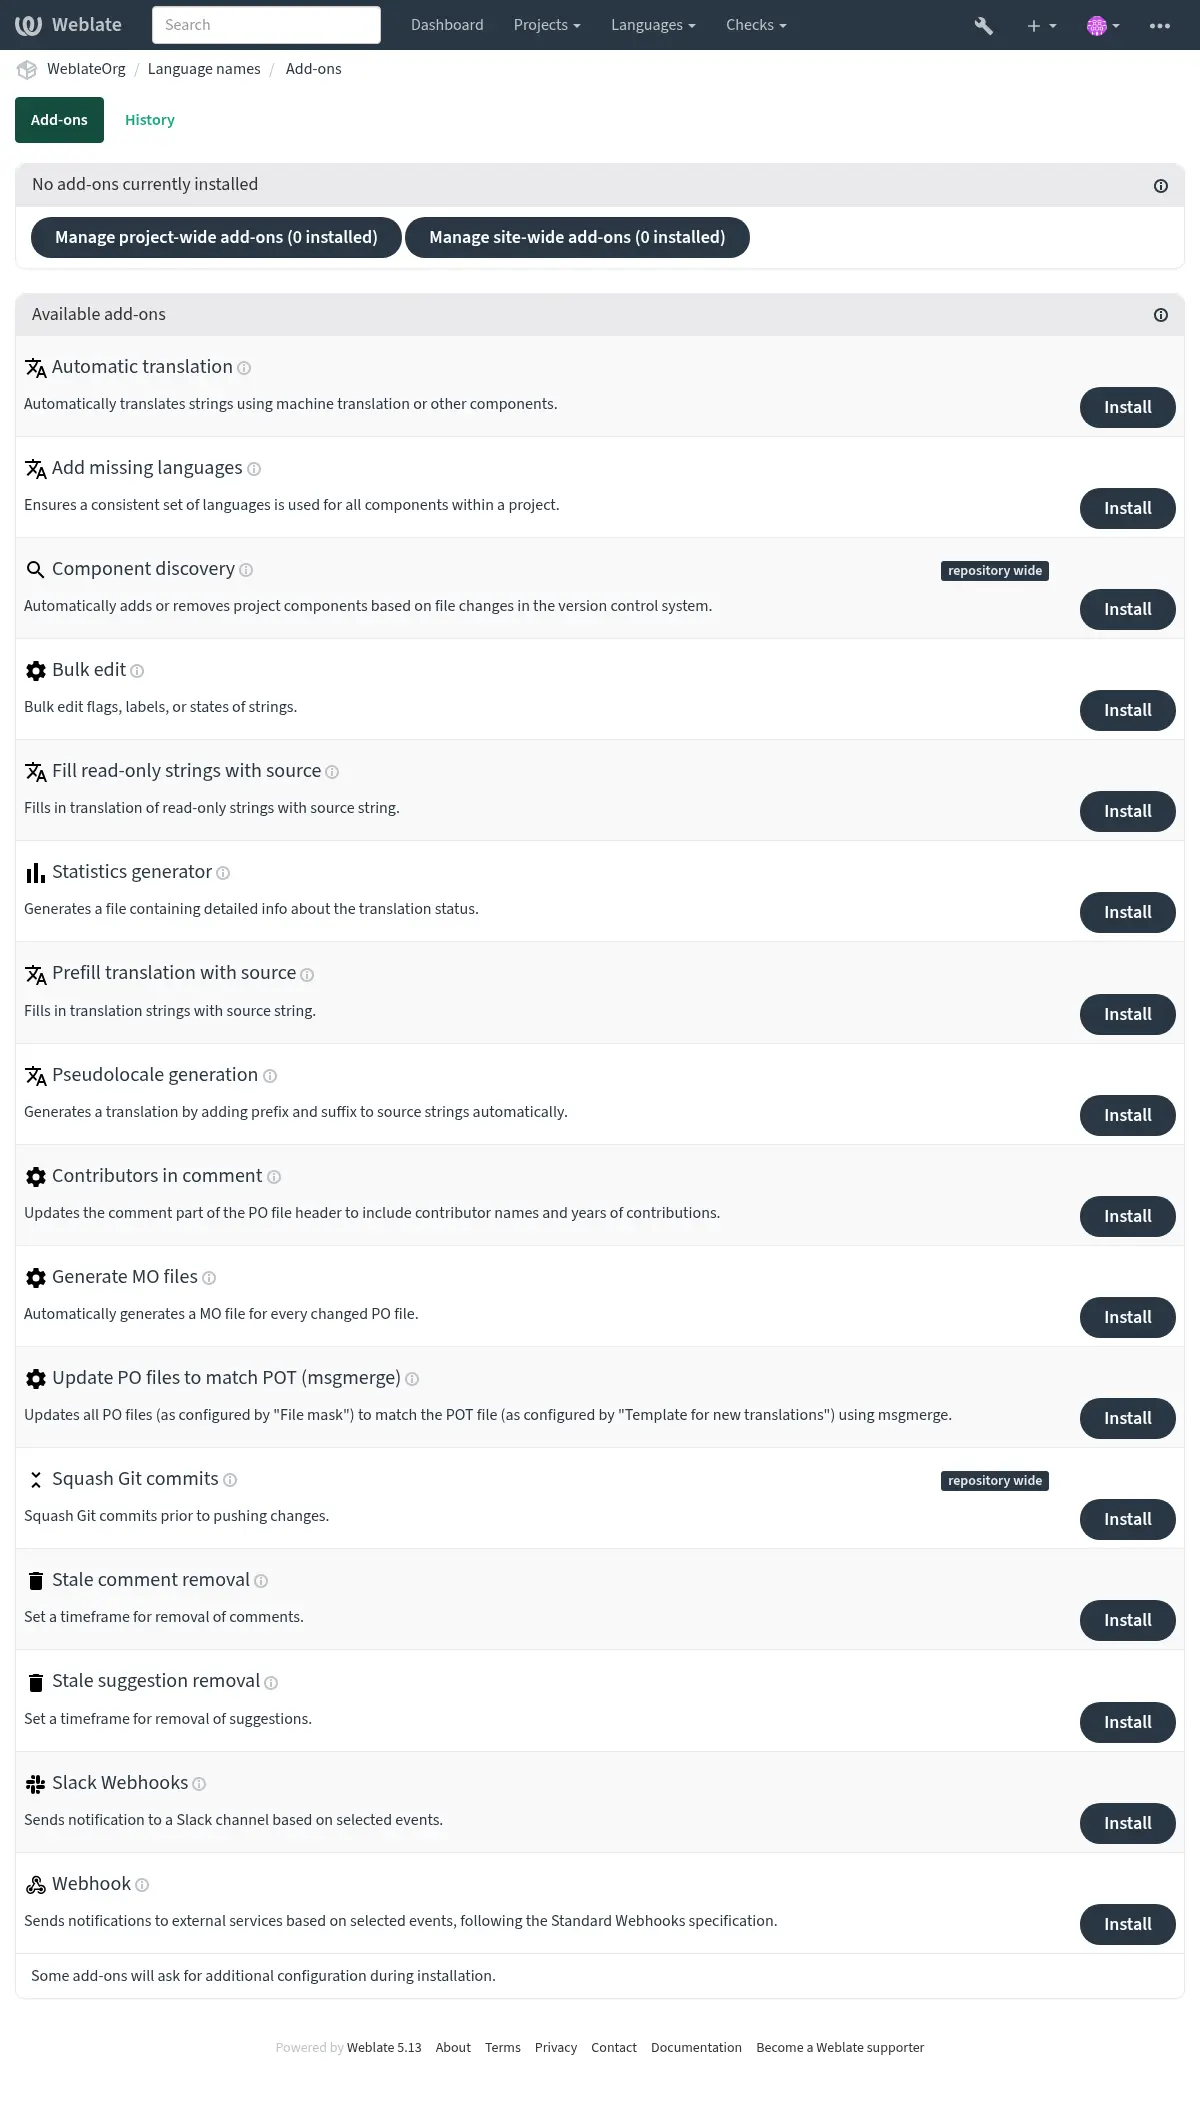 Weblate Search Dashboard Projects Languages Checks
WeblateOrg / Language names / Add-ons
Add-ons History
No add-ons currently installed
Manage project-wide add-ons (0 installed) Manage site-wide add-ons (0 installed)
Available add-ons
Automatic translation
Automatically translates strings using machine translation or other components.
Install
Add missing languages
Ensures a consistent set of languages is used for all components within a project.
Install
Component discovery repository wide
Automatically adds or removes project components based on file changes in the version control system.
Install
Bulk edit
Bulk edit flags, labels, or states of strings.
Install
Fill read-only strings with source
Fills in translation of read-only strings with source string.
Install
Statistics generator
Generates a file containing detailed info about the translation status.
Install
Prefill translation with source
Fills in translation strings with source string.
Install
Pseudolocale generation
Generates a translation by adding prefix and suffix to source strings automatically.
Install
Contributors in comment
Updates the comment part of the PO file header to include contributor names and years of contributions.
Install
Generate MO files
Automatically generates a MO file for every changed PO file.
Install
Update PO files to match POT (msgmerge)
Updates all PO files (as configured by "File mask") to match the POT file (as configured by "Template for new translations") using msgmerge.
Install
Squash Git commits repository wide
Squash Git commits prior to pushing changes.
Install
Stale comment removal
Set a timeframe for removal of comments.
Install
Stale suggestion removal
Set a timeframe for removal of suggestions.
Install
Slack Webhooks
Sends notification to a Slack channel based on selected events.
Install
Webhook
Sends notifications to external services based on selected events, following the Standard Webhooks specification.
Install
Some add-ons will ask for additional configuration during installation.
Powered by Weblate 5.13 About Terms Privacy Contact Documentation Become a Weblate supporter